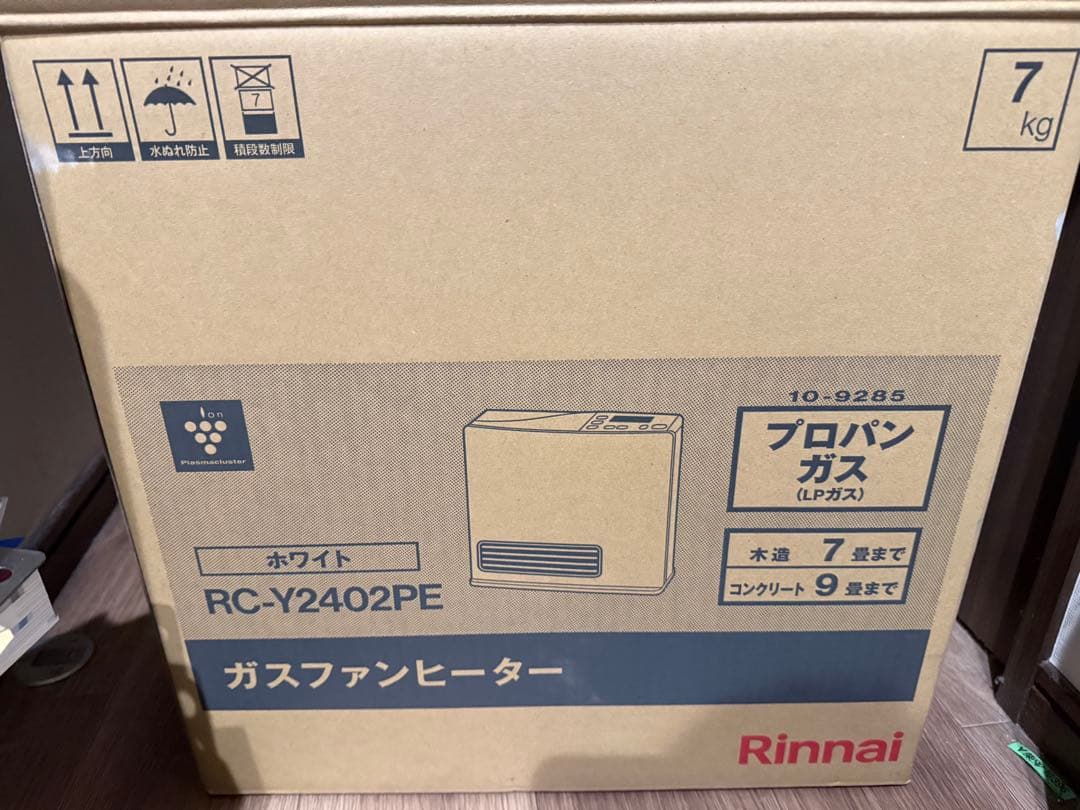 上方向
水ぬれ防止
7
積段数制限
7
kg
ion
Plasmacluster
10-9285
プロパン
ガス
(LPガス)
ホワイト
RC-Y2402PE
木造 7 畳まで
コンクリート 9 畳まで
ガスファンヒーター
Rinnai